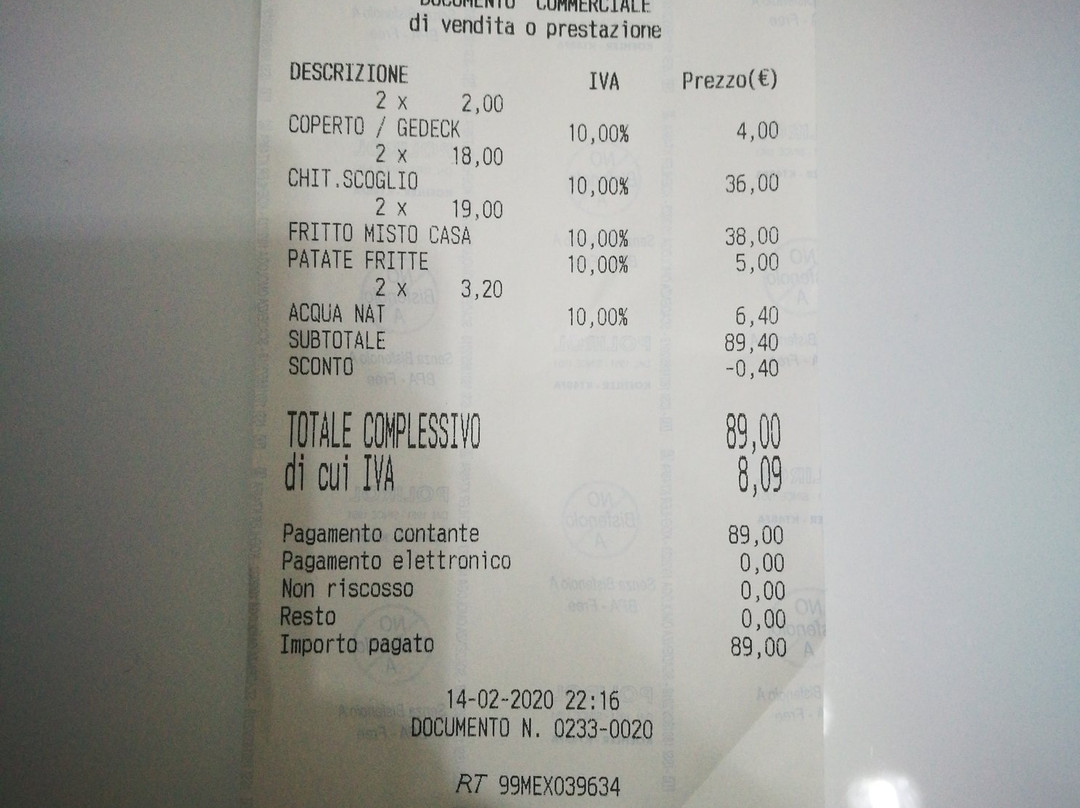 DOCUMENTO COMMERCIALE
di vendita o prestazione
DESCRIZIONE IVA Prezzo(€)
2 x 2,00
COPERTO / GEDECK 10,00% 4,00
2 x 18,00
CHIT.SCOGLIO 10,00% 36,00
2 x 19,00
FRITTO MISTO CASA 10,00% 38,00
PATATE FRITTE 10,00% 5,00
2 x 3,20
ACQUA NAT 10,00% 6,40
SUBTOTALE 89,40
SCONTO -0,40
TOTALE COMPLESSIVO 89,00
di cui IVA 8,09
Pagamento contante 89,00
Pagamento elettronico 0,00
Non riscosso 0,00
Resto 0,00
Importo pagato 89,00
14-02-2020 22:16
DOCUMENTO N. 0233-0020
RT 99MEX039634